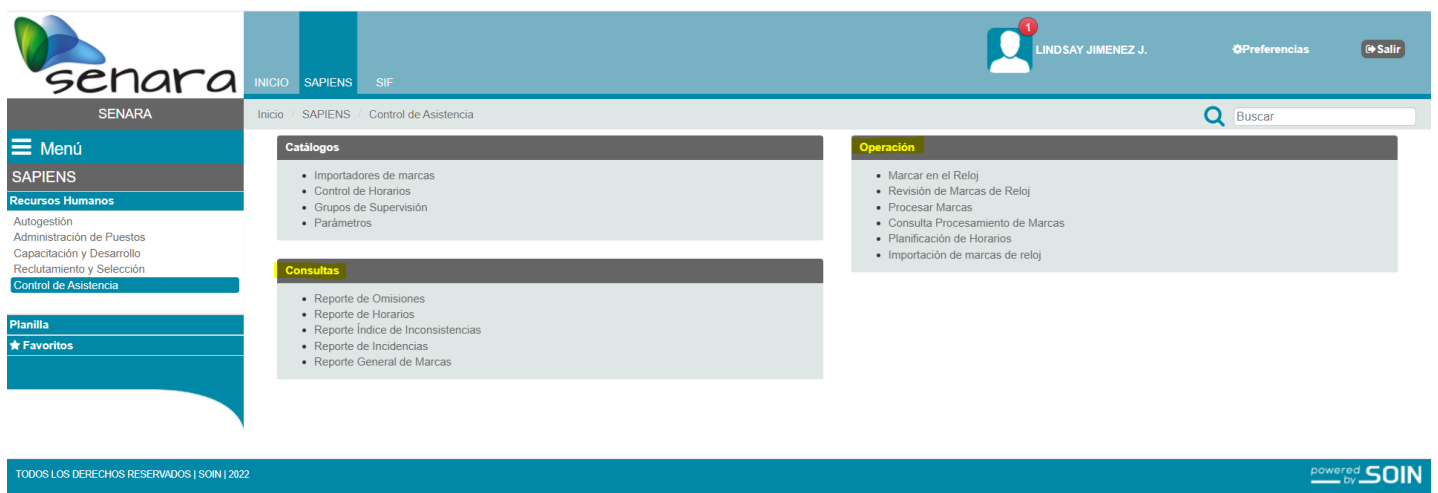 senara
INICIO SAPIENS SIF
1
LINDSAY JIMENEZ J.
Preferencias
Salir
SENARA
Inicio / SAPIENS / Control de Asistencia
Buscar
Menú
SAPIENS
Recursos Humanos
Autogestión
Administración de Puestos
Capacitación y Desarrollo
Reclutamiento y Selección
Control de Asistencia
Planilla
Favoritos
Catálogos
Importadores de marcas
Control de Horarios
Grupos de Supervisión
Parámetros
Consultas
Reporte de Omisiones
Reporte de Horarios
Reporte Índice de Inconsistencias
Reporte de Incidencias
Reporte General de Marcas
Operación
Marcar en el Reloj
Revisión de Marcas de Reloj
Procesar Marcas
Consulta Procesamiento de Marcas
Planificación de Horarios
Importación de marcas de reloj
TODOS LOS DERECHOS RESERVADOS | SOIN | 2022
powered by SOIN